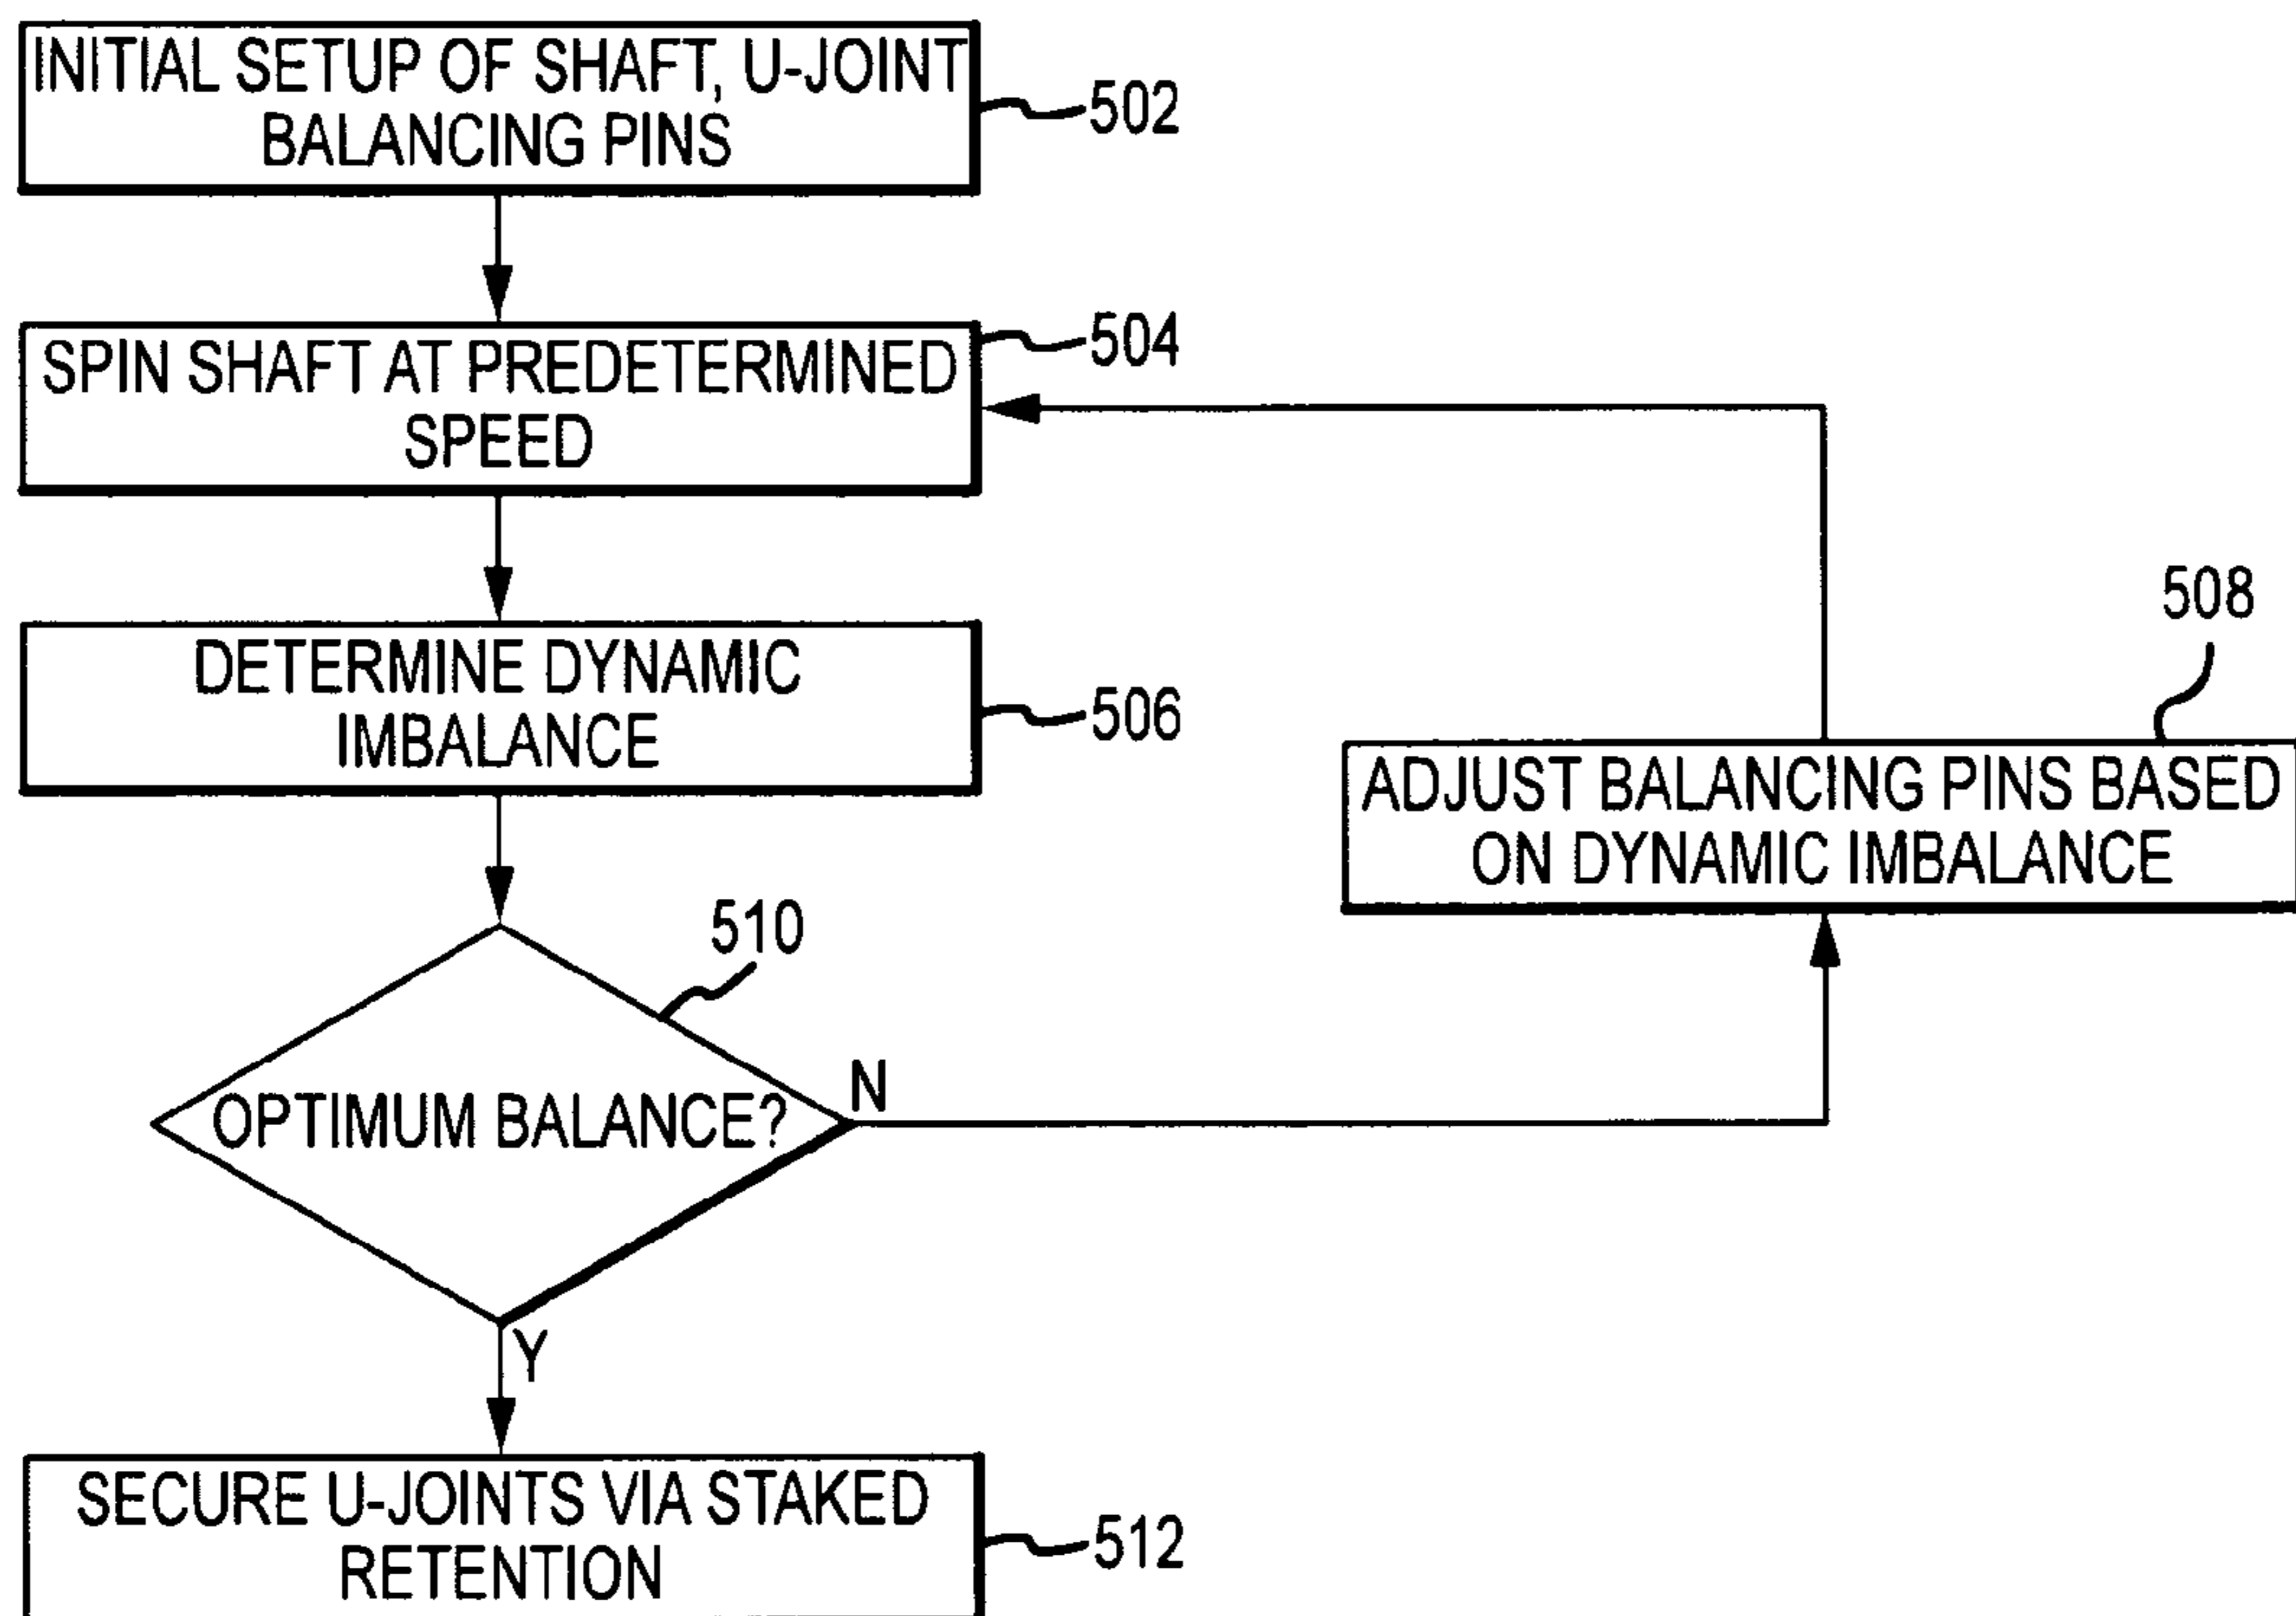 INITIAL SETUP OF SHAFT, U-JOINT
BALANCING PINS
502
SPIN SHAFT AT PREDETERMINED
SPEED
504
DETERMINE DYNAMIC
IMBALANCE
506
508
ADJUST BALANCING PINS BASED
ON DYNAMIC IMBALANCE
510
OPTIMUM BALANCE?
N
Y
SECURE U-JOINTS VIA STAKED
RETENTION
512